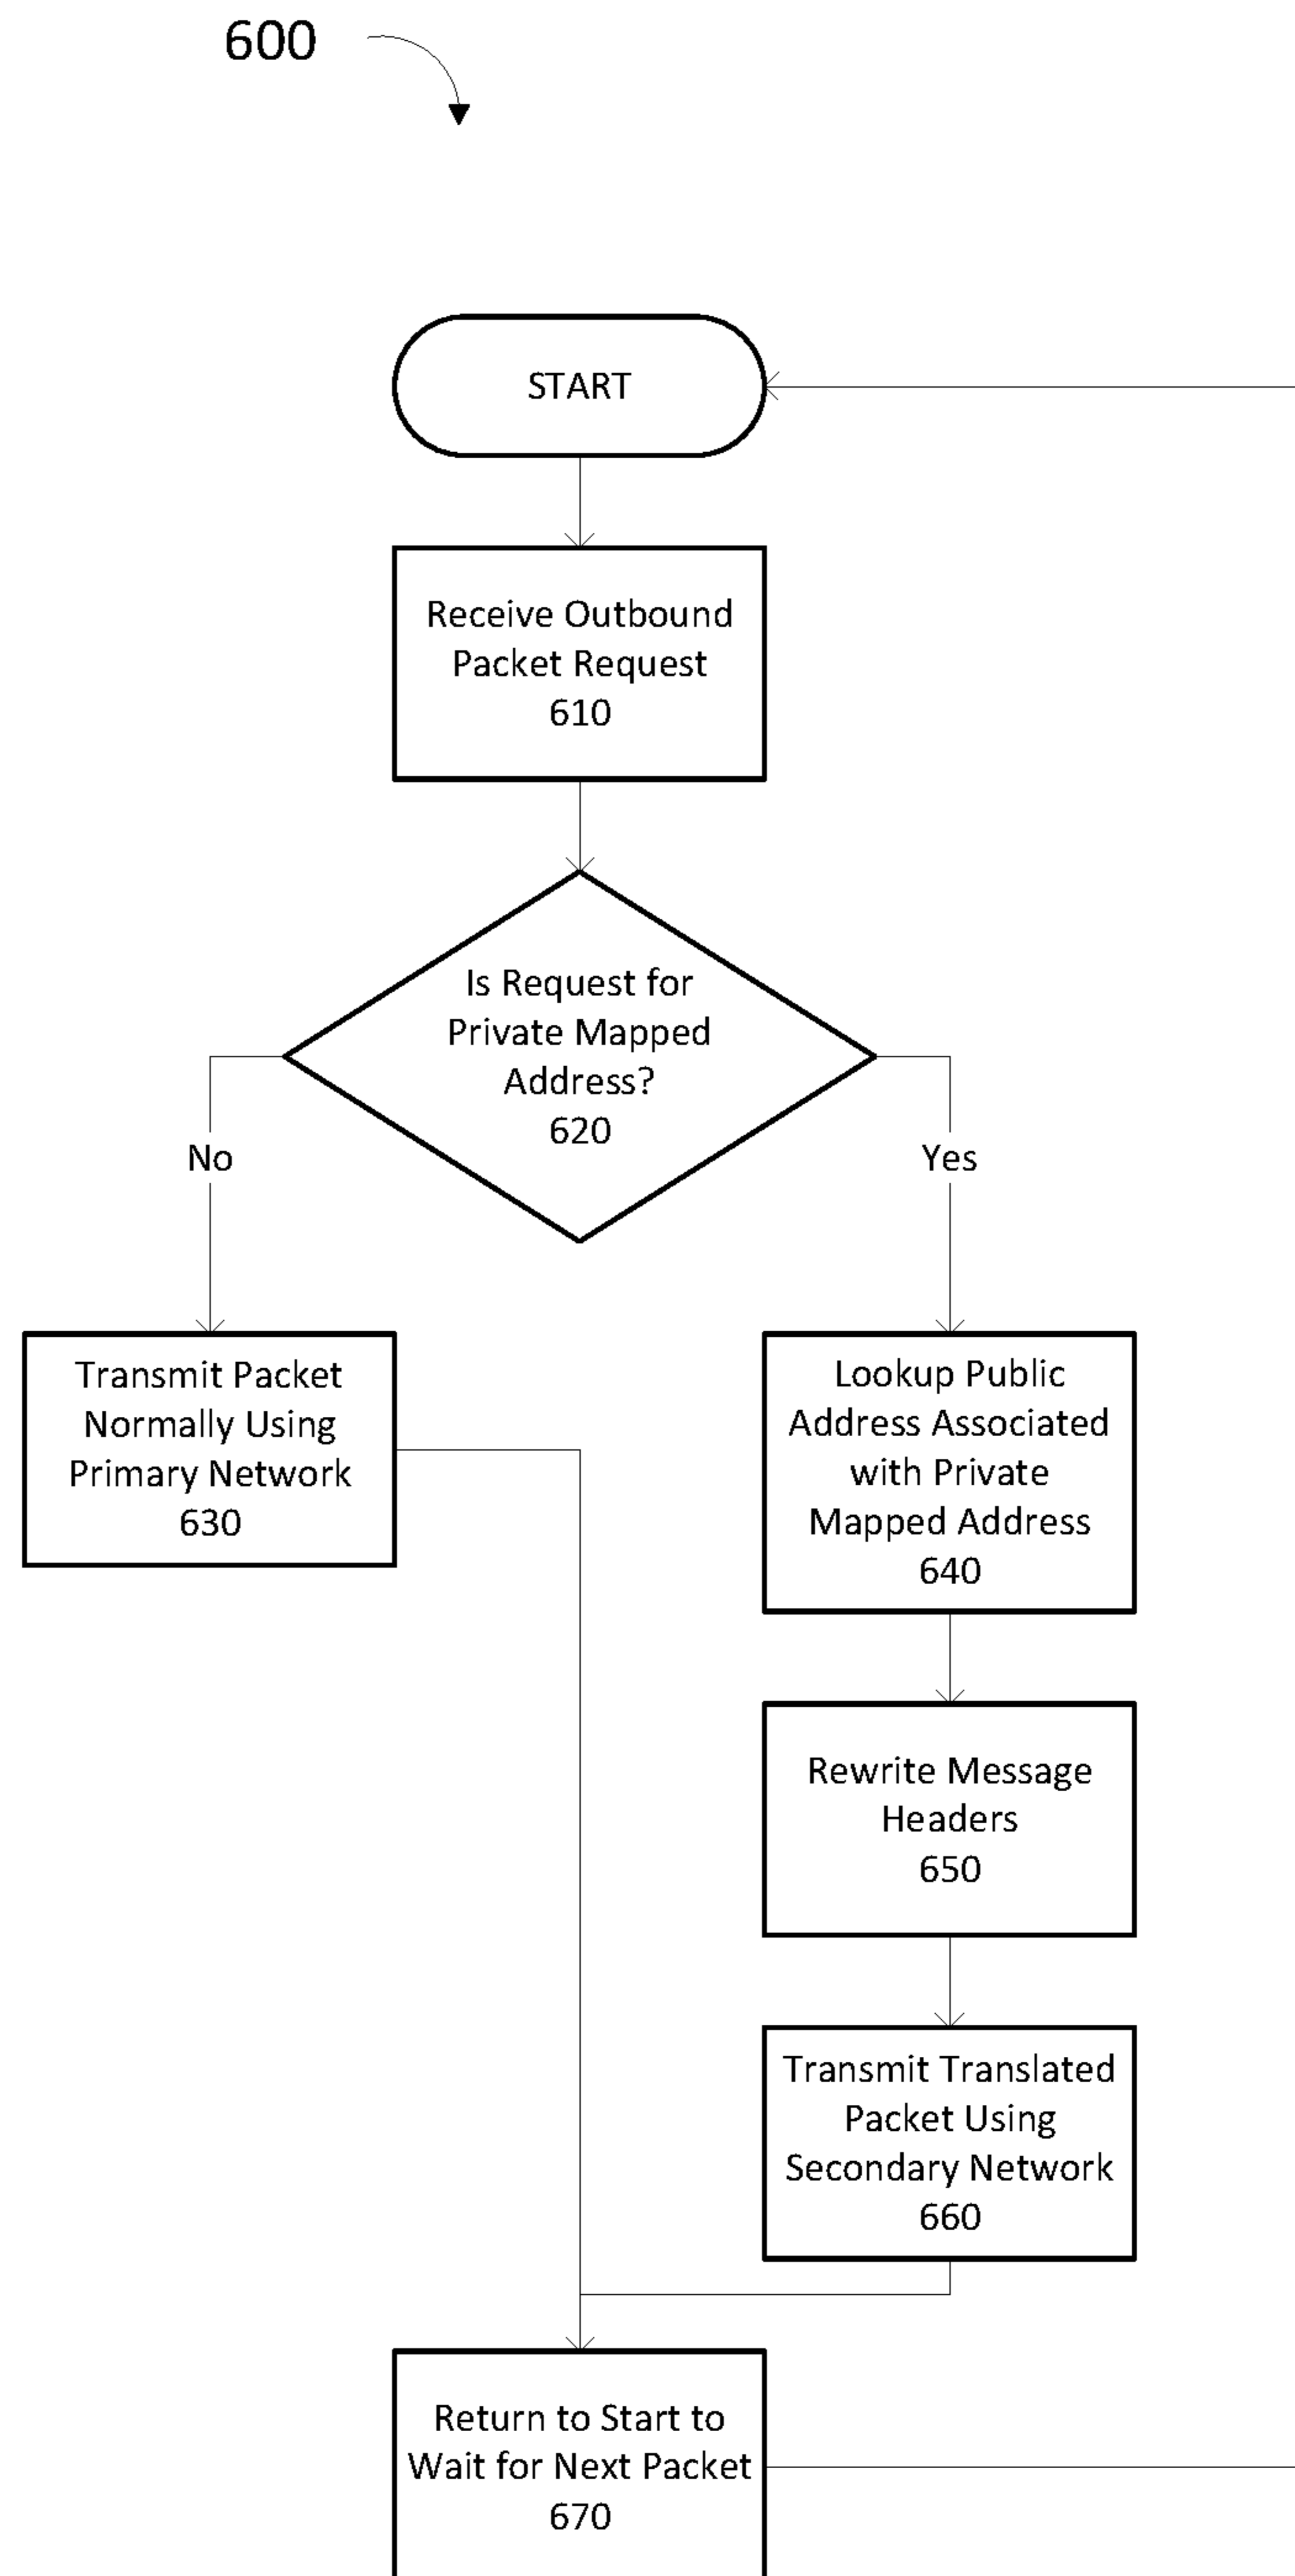 600
START
Receive Outbound
Packet Request
610
Is Request for
Private Mapped
Address?
620
No
Yes
Transmit Packet
Normally Using
Primary Network
630
Lookup Public
Address Associated
with Private
Mapped Address
640
Rewrite Message
Headers
650
Transmit Translated
Packet Using
Secondary Network
660
Return to Start to
Wait for Next Packet
670